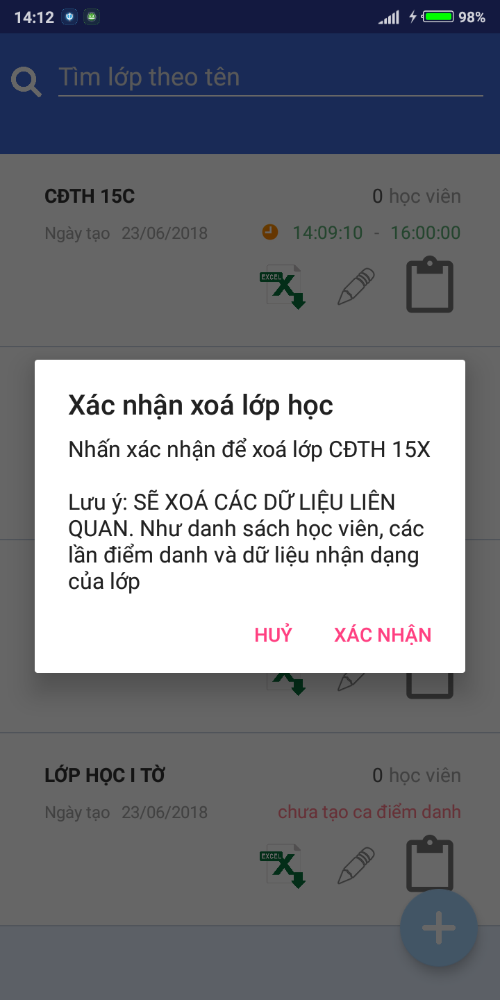 14:12 98%
Tìm lớp theo tên
CĐTH 15C 0 học viên
Ngày tạo 23/06/2018 14:09:10 - 16:00:00
EXCEL
Xác nhận xoá lớp học
Nhấn xác nhận để xoá lớp CĐTH 15X
Lưu ý: SẼ XOÁ CÁC DỮ LIỆU LIÊN
QUAN. Như danh sách học viên, các
lần điểm danh và dữ liệu nhận dạng
của lớp
HUỶ XÁC NHẬN
LỚP HỌC I TỜ 0 học viên
Ngày tạo 23/06/2018 chưa tạo ca điểm danh
EXCEL